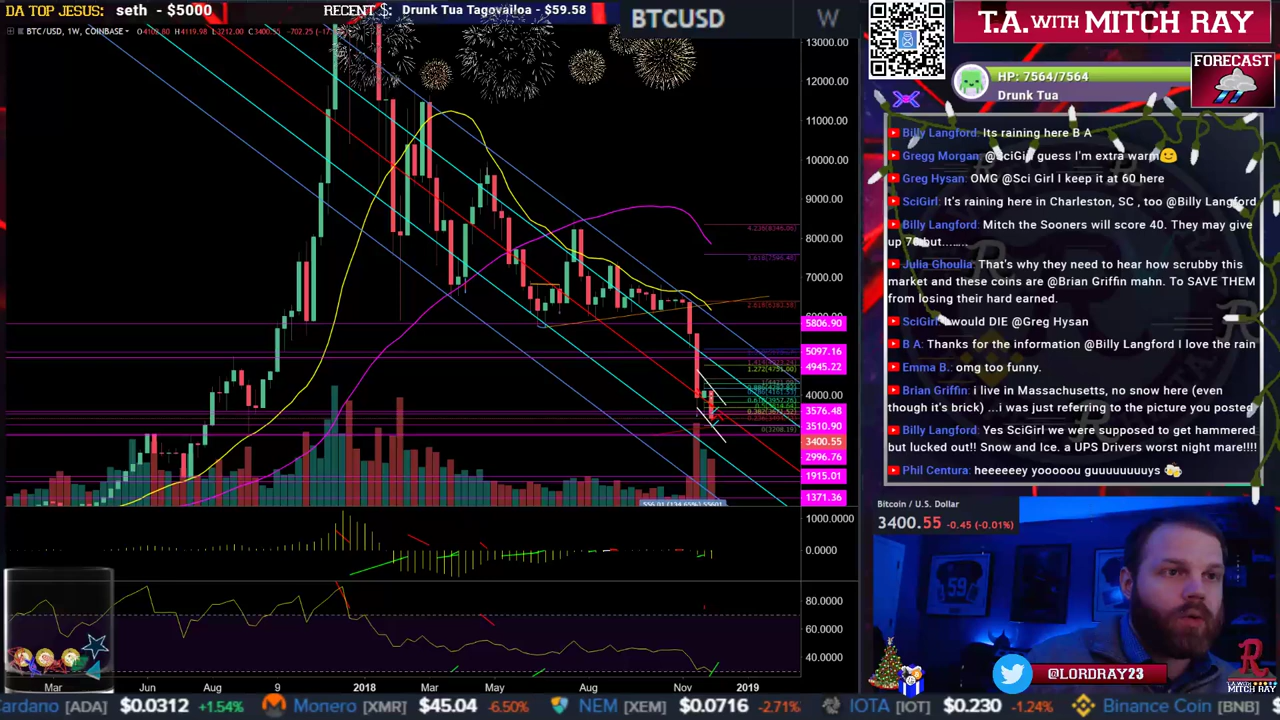 DA TOP JESUS: seth - $5000
RECENT $: Drunk Tua Tagovailoa - $59.58
BTCUSD
W
T.A. WITH MITCH RAY
BTC/USD, 1W, COINBASE
HP: 7564/7564
Drunk Tua
FORECAST
13000.00
12000.00
11000.00
10000.00
9000.00
8000.00
7000.00
5806.90
5097.16
4945.22
4000.00
3576.48
3510.90
3400.55
2996.76
1915.01
1371.36
1000.0000
0.0000
80.0000
60.0000
40.0000
Mar
Jun
Aug
9
2018
Mar
May
Aug
Nov
2019
Billy Langford: Its raining here B A
Gregg Morgan: @SciGirl guess I'm extra warm
Greg Hysan: OMG @Sci Girl I keep it at 60 here
SciGirl: It's raining here in Charleston, SC , too @Billy Langford
Billy Langford: Mitch the Sooners will score 40. They may give
up 70 but.......
Julia Ghoulia: That's why they need to hear how scrubby this
market and these coins are @Brian Griffin mahn. To SAVE THEM
from losing their hard earned.
SciGirl: I would DIE @Greg Hysan
B A: Thanks for the information @Billy Langford I love the rain
Emma B.: omg too funny.
Brian Griffin: i live in Massachusetts, no snow here (even
though it's brick) ...i was just referring to the picture you posted
Billy Langford: Yes SciGirl we were supposed to get hammered
but lucked out!! Snow and Ice. a UPS Drivers worst night mare!!!!
Phil Centura: heeeeeey yooooou guuuuuuuuys
Bitcoin / U.S. Dollar
3400.55 -0.45 (-0.01%)
59
@LORDRAY23
R
T.A. WITH
MITCH RAY
Cardano [ADA] $0.0312 +1.54% Monero [XMR] $45.04 -6.50% NEM [XEM] $0.0716 -2.71% IOTA [IOT] $0.230 -1.24% Binance Coin [BNB]